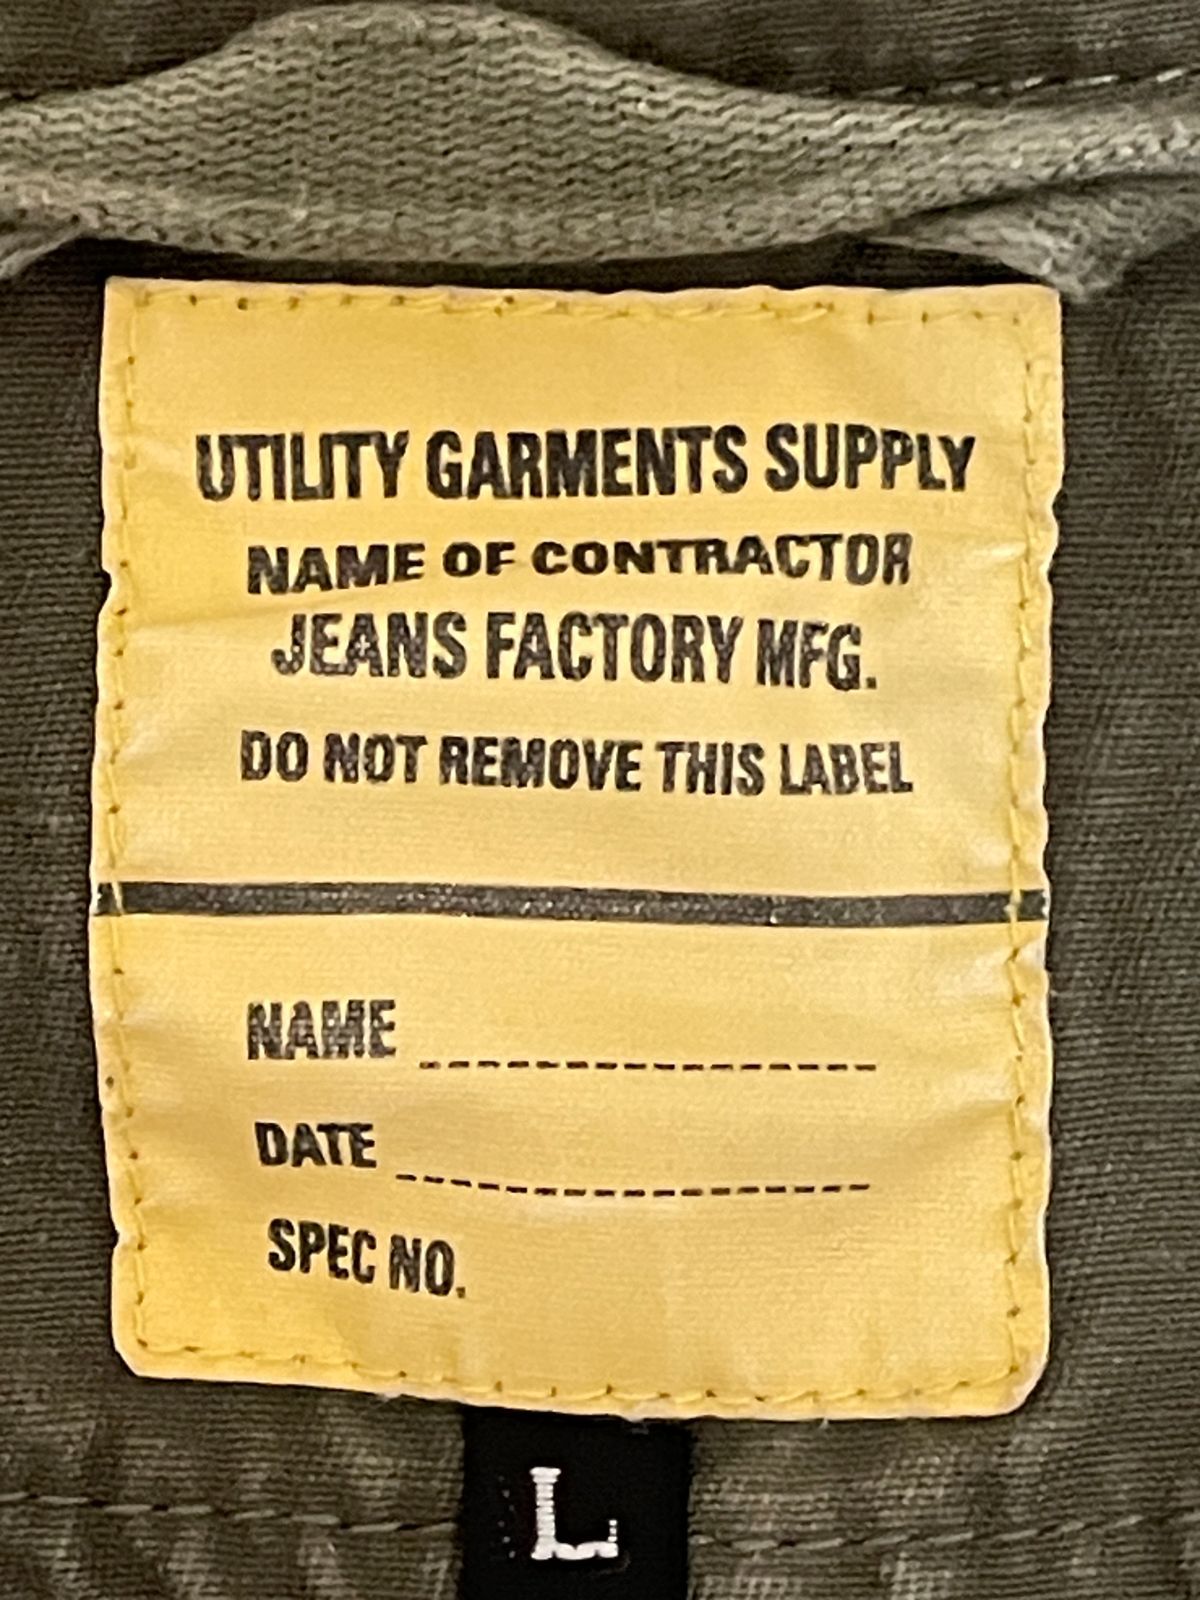 UTILITY GARMENTS SUPPLY
NAME OF CONTRACTOR
JEANS FACTORY MFG.
DO NOT REMOVE THIS LABEL
NAME
DATE
SPEC NO.
L